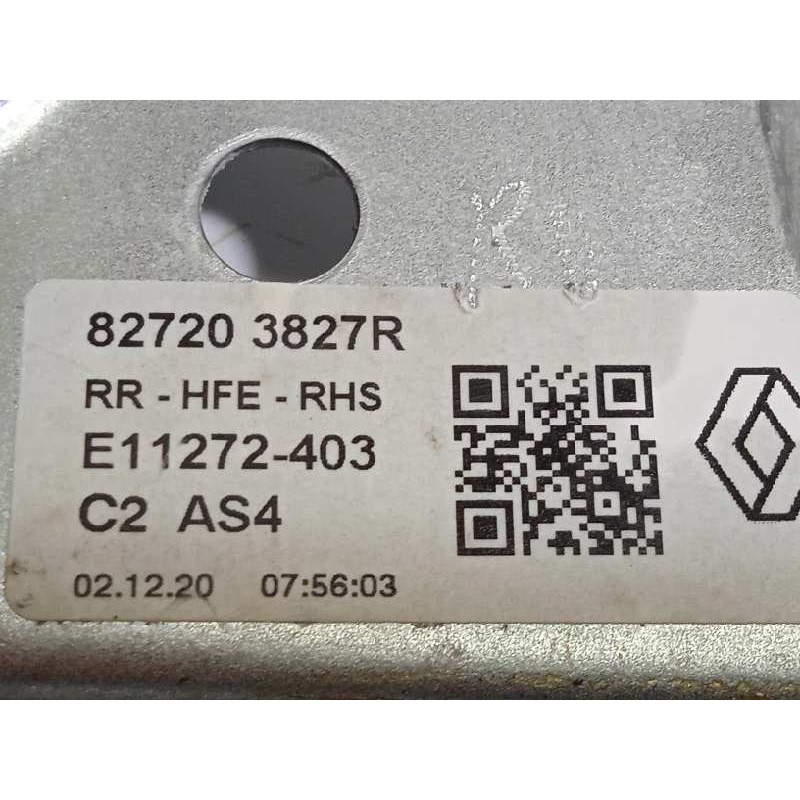 82720 3827R
RR - HFE - RHS
E11272-403
C2 AS4
02.12.20 07:56:03